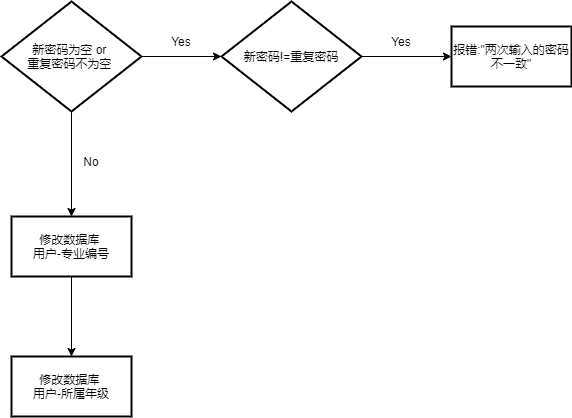 新密码为空 or
重复密码不为空
Yes
新密码!=重复密码
Yes
报错:"两次输入的密码
不一致"
No
修改数据库
用户-专业编号
修改数据库
用户-所属年级